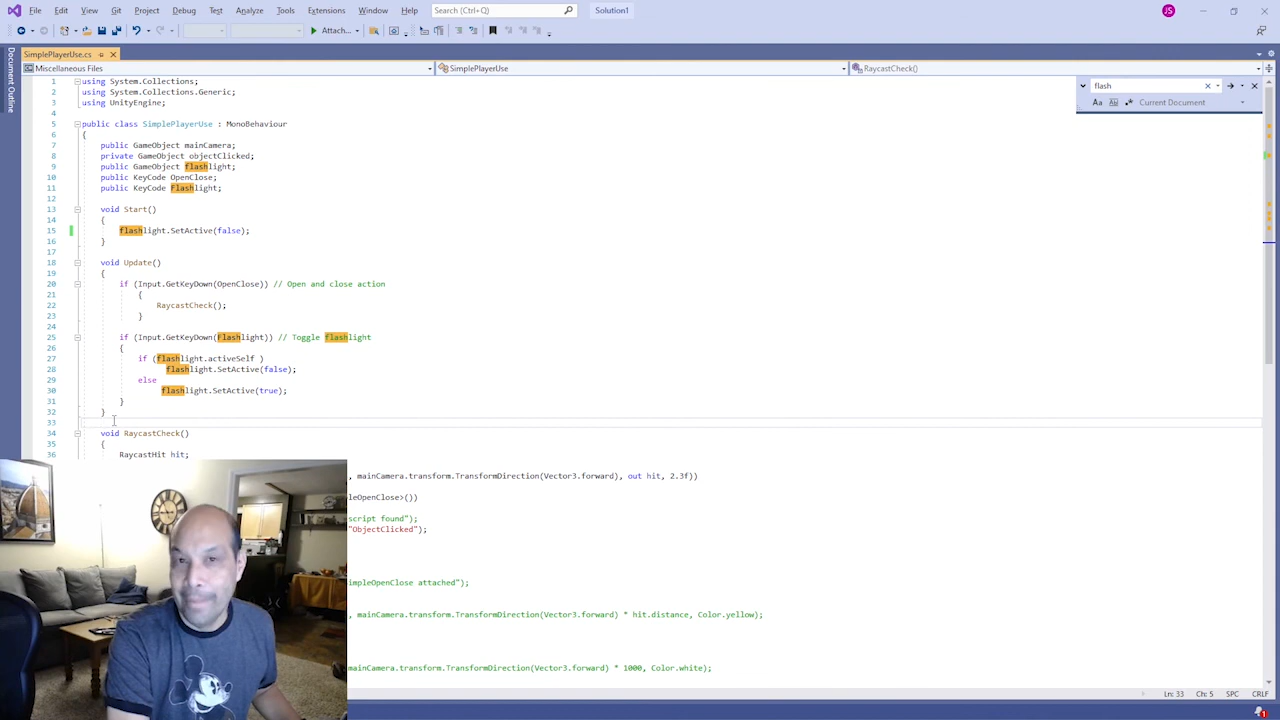 File Edit View Git Project Debug Test Analyze Tools Extensions Window Help Search (Ctrl+Q) Solution1 JS
Attach...
Document Outline
SimplePlayerUse.cs
Miscellaneous Files SimplePlayerUse RaycastCheck()
flash
Aa Current Document
1 using System.Collections;
2 using System.Collections.Generic;
3 using UnityEngine;
4
5 public class SimplePlayerUse : MonoBehaviour
6 {
7 public GameObject mainCamera;
8 private GameObject objectClicked;
9 public GameObject flashlight;
10 public KeyCode OpenClose;
11 public KeyCode Flashlight;
12
13 void Start()
14 {
15 flashlight.SetActive(false);
16 }
17
18 void Update()
19 {
20 if (Input.GetKeyDown(OpenClose)) // Open and close action
21 {
22 RaycastCheck();
23 }
24
25 if (Input.GetKeyDown(Flashlight)) // Toggle flashlight
26 {
27 if (flashlight.activeSelf )
28 flashlight.SetActive(false);
29 else
30 flashlight.SetActive(true);
31 }
32 }
33
34 void RaycastCheck()
35 {
36 RaycastHit hit;
, mainCamera.transform.TransformDirection(Vector3.forward), out hit, 2.3f))
leOpenClose>())
script found");
"ObjectClicked");
impleOpenClose attached");
, mainCamera.transform.TransformDirection(Vector3.forward) * hit.distance, Color.yellow);
mainCamera.transform.TransformDirection(Vector3.forward) * 1000, Color.white);
Ln: 33 Ch: 5 SPC CRLF
1